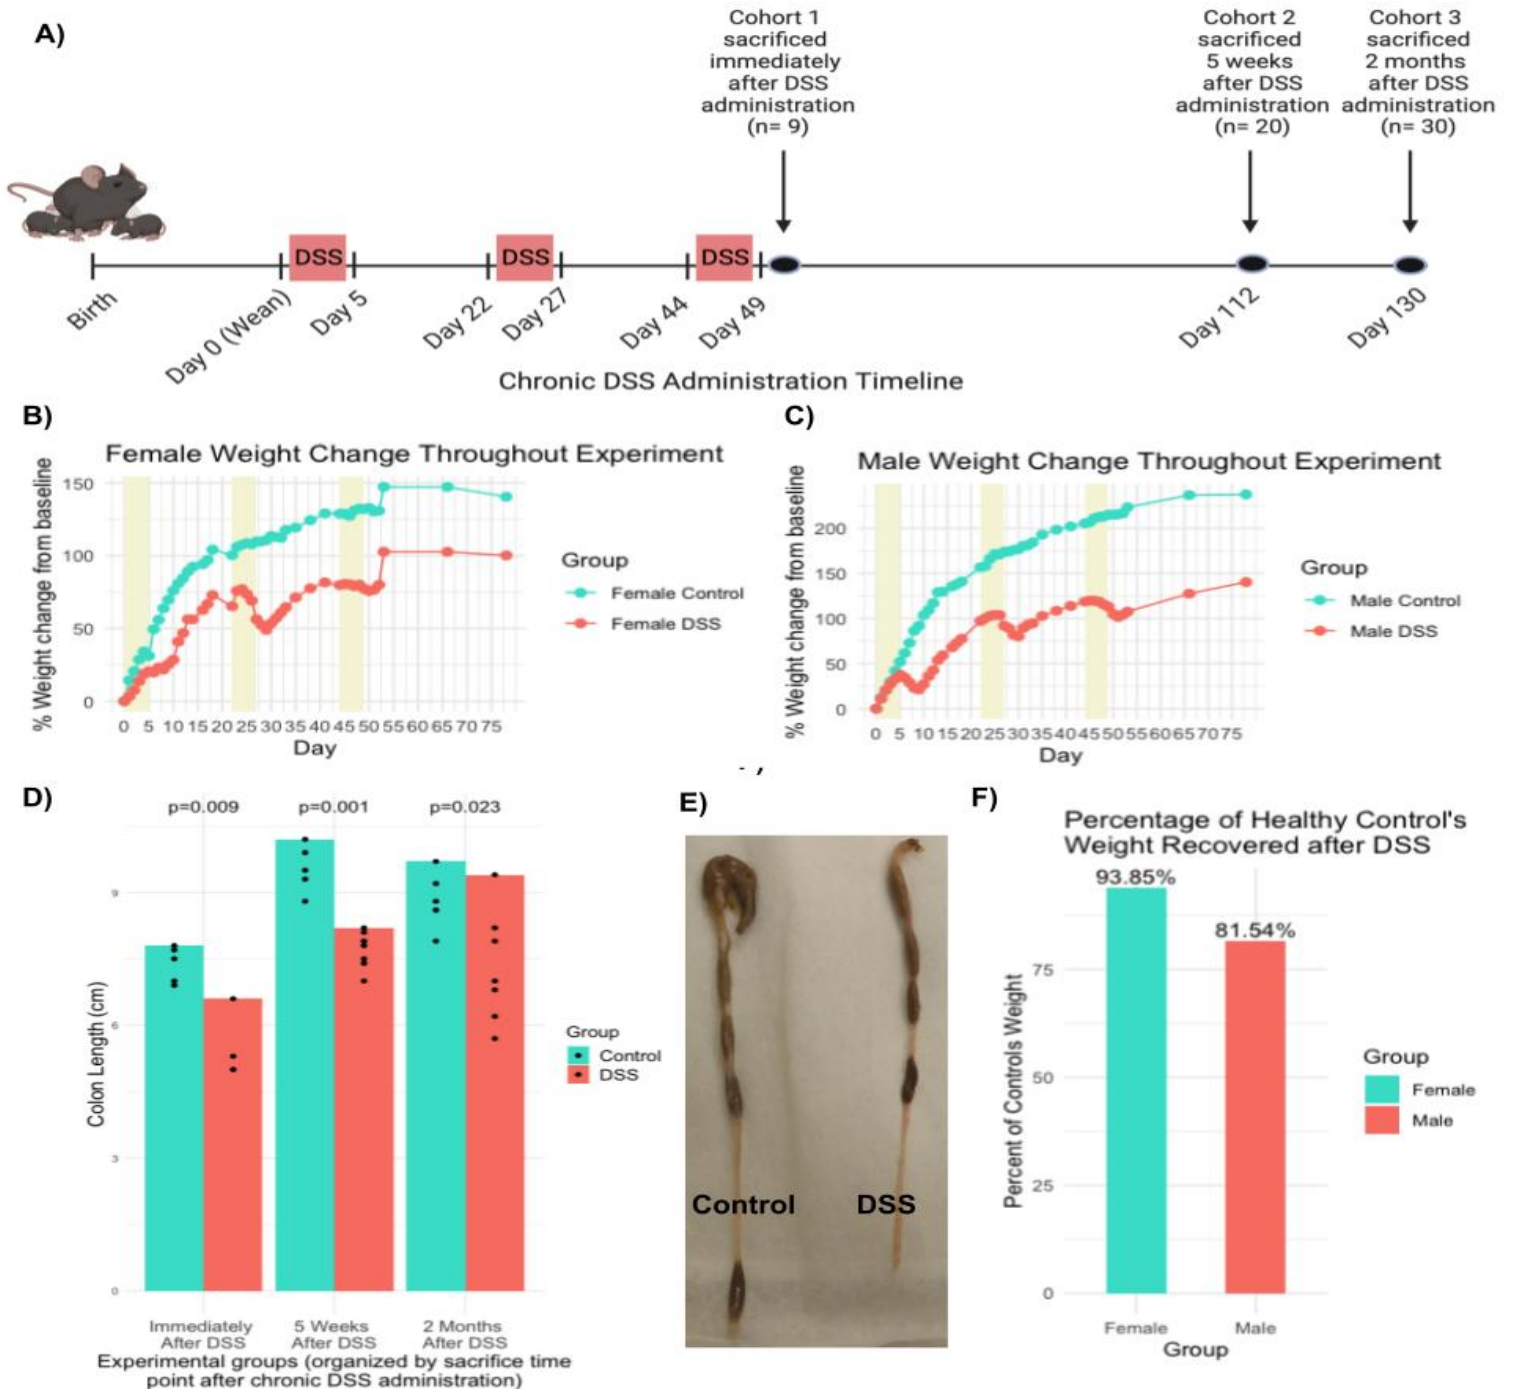 A)
Cohort 1
sacrificed
immediately
after DSS
administration
(n= 9)
Cohort 2
sacrificed
5 weeks
after DSS
administration
(n= 20)
Cohort 3
sacrificed
2 months
after DSS
administration
(n= 30)
DSS
DSS
DSS
Birth
Day 0 (Wean)
Day 5
Day 22
Day 27
Day 44
Day 49
Day 112
Day 130
Chronic DSS Administration Timeline
B)
Female Weight Change Throughout Experiment
% Weight change from baseline
150
100
50
0
0 5 10 15 20 25 30 35 40 45 50 55 60 65 70 75
Day
Group
Female Control
Female DSS
C)
Male Weight Change Throughout Experiment
% Weight change from baseline
200
150
100
50
0
0 5 10 15 20 25 30 35 40 45 50 55 60 65 70 75
Day
Group
Male Control
Male DSS
D)
p=0.009 p=0.001 p=0.023
Colon Length (cm)
9
6
3
0
Immediately
After DSS
5 Weeks
After DSS
2 Months
After DSS
Experimental groups (organized by sacrifice time
point after chronic DSS administration)
Group
Control
DSS
E)
Control DSS
F)
Percentage of Healthy Control's
Weight Recovered after DSS
93.85%
81.54%
Percent of Controls Weight
75
50
25
0
Female Male
Group
Group
Female
Male